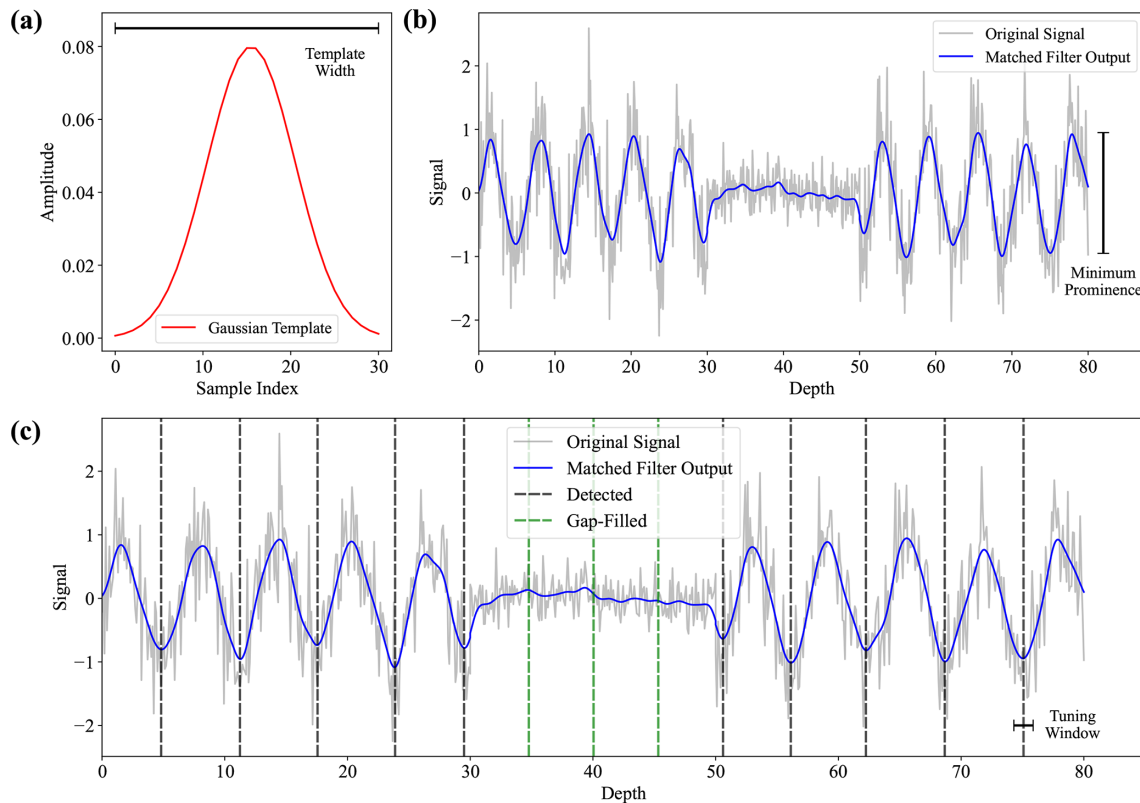 (a)
Template
Width
0.08
0.06
0.04
0.02
0.00
Amplitude
Gaussian Template
0
10
20
30
Sample Index
(b)
Original Signal
Matched Filter Output
2
1
0
−1
−2
Signal
Minimum
Prominence
0
10
20
30
40
50
60
70
80
Depth
(c)
Original Signal
Matched Filter Output
Detected
Gap-Filled
2
1
0
−1
−2
Signal
Tuning
Window
0
10
20
30
40
50
60
70
80
Depth